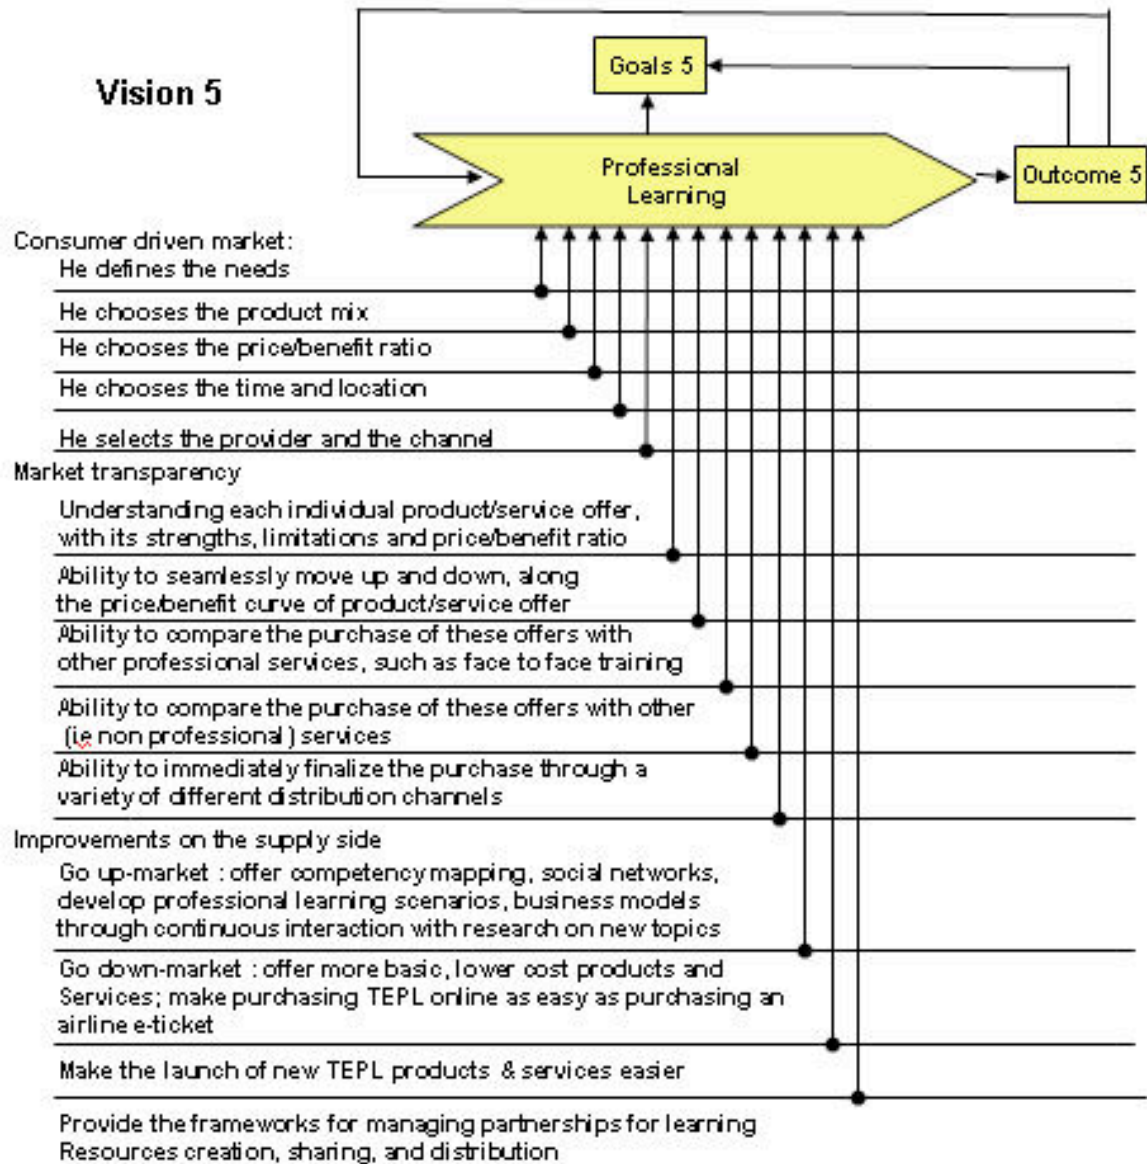 Goals 5
Vision 5
Professional
Learning
Outcome 5
Consumer driven market:
He defines the needs
He chooses the product mix
He chooses the price/benefit ratio
He chooses the time and location
He selects the provider and the channel
Market transparency
Understanding each individual product/service offer,
with its strengths, limitations and price/benefit ratio
Ability to seamlessly move up and down, along
the price/benefit curve of product/service offer
Ability to compare the purchase of these offers with
other professional services, such as face to face training
Ability to compare the purchase of these offers with other
(ie non professional) services
Ability to immediately finalize the purchase through a
variety of different distribution channels
Improvements on the supply side
Go up-market : offer competency mapping, social networks,
develop professional learning scenarios, business models
through continuous interaction with research on new topics
Go down-market : offer more basic, lower cost products and
Services; make purchasing TEPL online as easy as purchasing an
airline e-ticket
Make the launch of new TEPL products & services easier
Provide the frameworks for managing partnerships for learning
Resources creation, sharing, and distribution